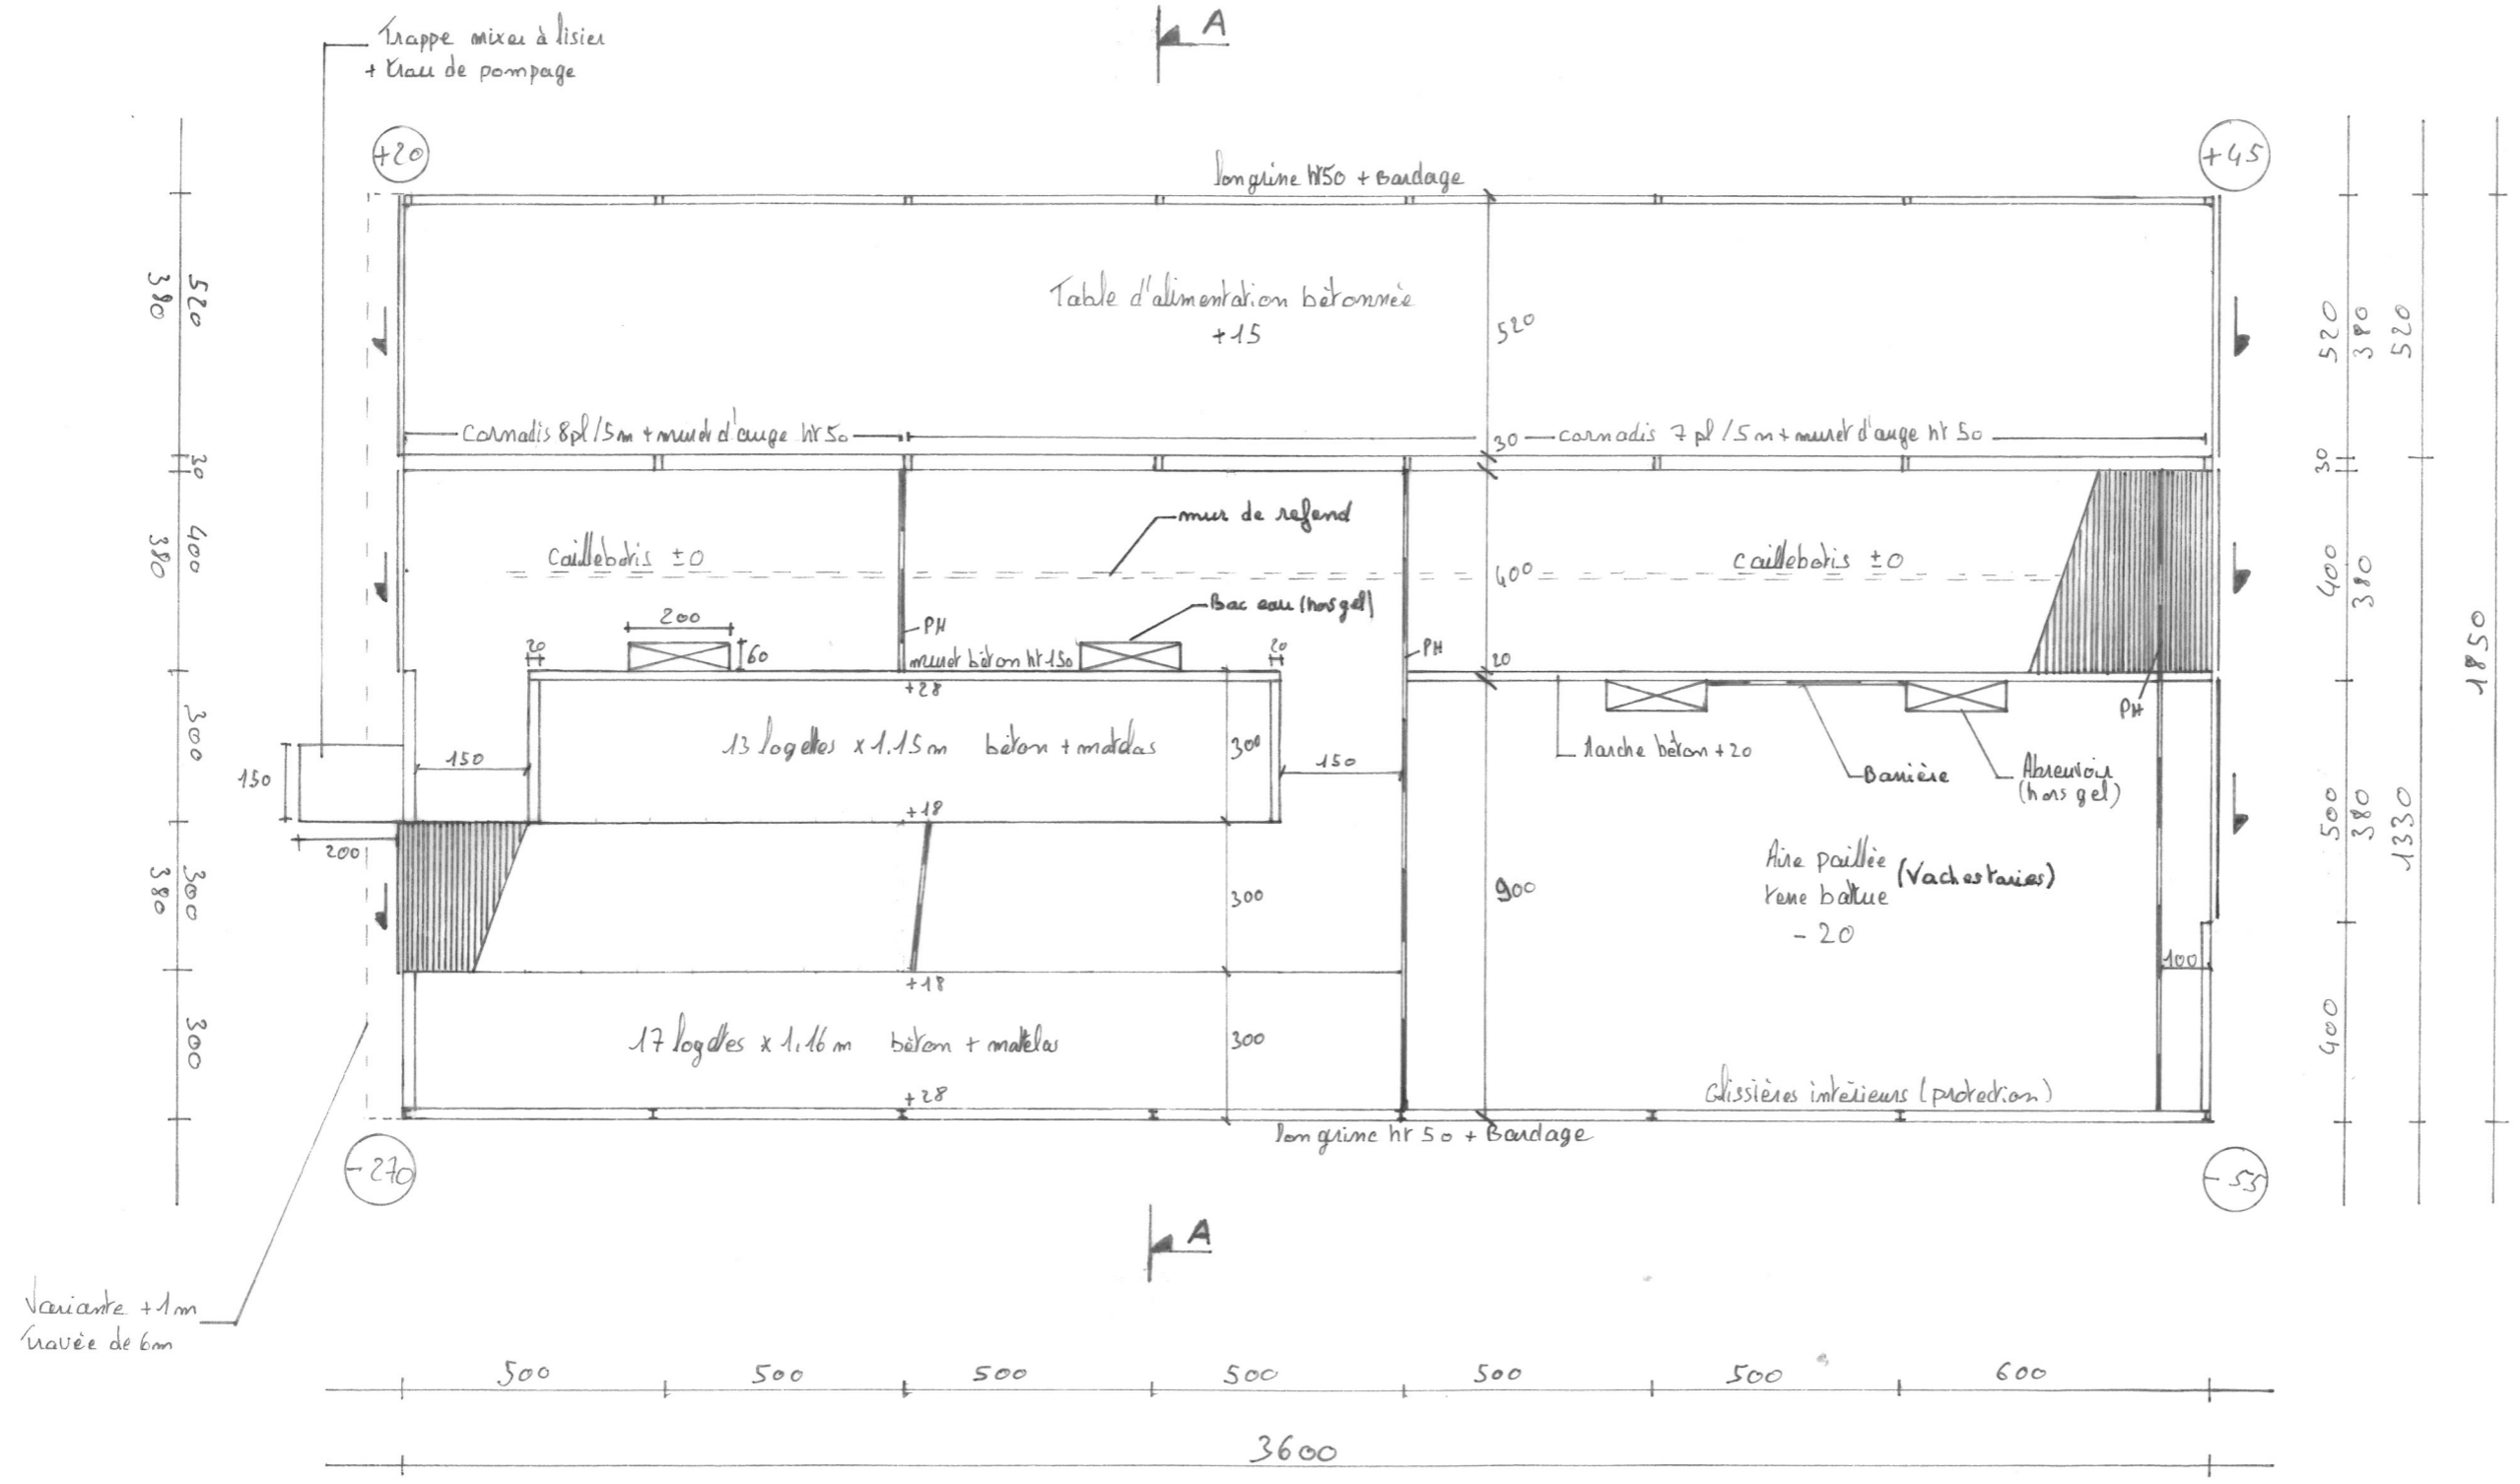 Trappe mixer à lisier
+ trou de pompage
A
+20
+45
longrine ht50 + Bardage
Table d'alimentation bétonnée
+15
520
cornadis 8pl/5m + muret d'auge ht 50
30
cornadis 7 pl/5m + muret d'auge ht 50
mur de refend
caillebotis ±0
400
caillebotis ±0
Bac eau (hors gel)
200
60
20
PH
muret béton ht 150
20
PH
20
+28
PH
13 logettes x 1.15m béton + matelas
300
150
150
150
200
Marche béton +20
Barrière
Abreuvoir
(hors gel)
+18
300
900
Aire paillée
terre battue
(Vaches taries)
- 20
100
+18
17 logettes x 1.16m béton + matelas
300
+28
Glissières intérieurs (protection)
longrine ht 50 + Bardage
-270
-55
A
Variante +1m
Travée de 6m
520
380
30
400
380
300
300
380
300
520
380
520
30
400
380
500
380
1330
400
1850
500 500 500 500 500 500 600
3600